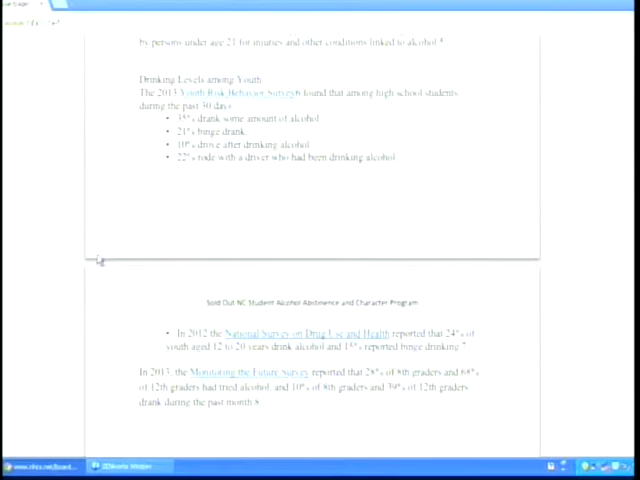 by persons under age 21 for injuries and other conditions linked to alcohol.4
Drinking Levels among Youth
The 2013 Youth Risk Behavior Survey6 found that among high school students
during the past 30 days
• 35% drank some amount of alcohol
• 21% binge drank.
• 10% drove after drinking alcohol
• 22% rode with a driver who had been drinking alcohol
Sold Out NC Student Alcohol Abstinence and Character Program
• In 2012 the National Survey on Drug Use and Health reported that 24% of
youth aged 12 to 20 years drink alcohol and 15% reported binge drinking.7
In 2013, the Monitoring the Future Survey reported that 28% of 8th graders and 68%
of 12th graders had tried alcohol, and 10% of 8th graders and 39% of 12th graders
drank during the past month 8